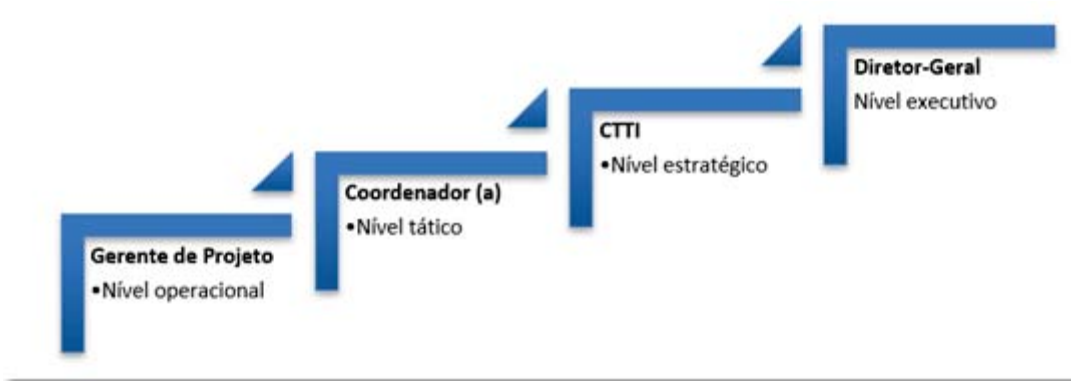 Gerente de Projeto
•Nível operacional
Coordenador (a)
•Nível tático
CTTI
•Nível estratégico
Diretor-Geral
Nível executivo